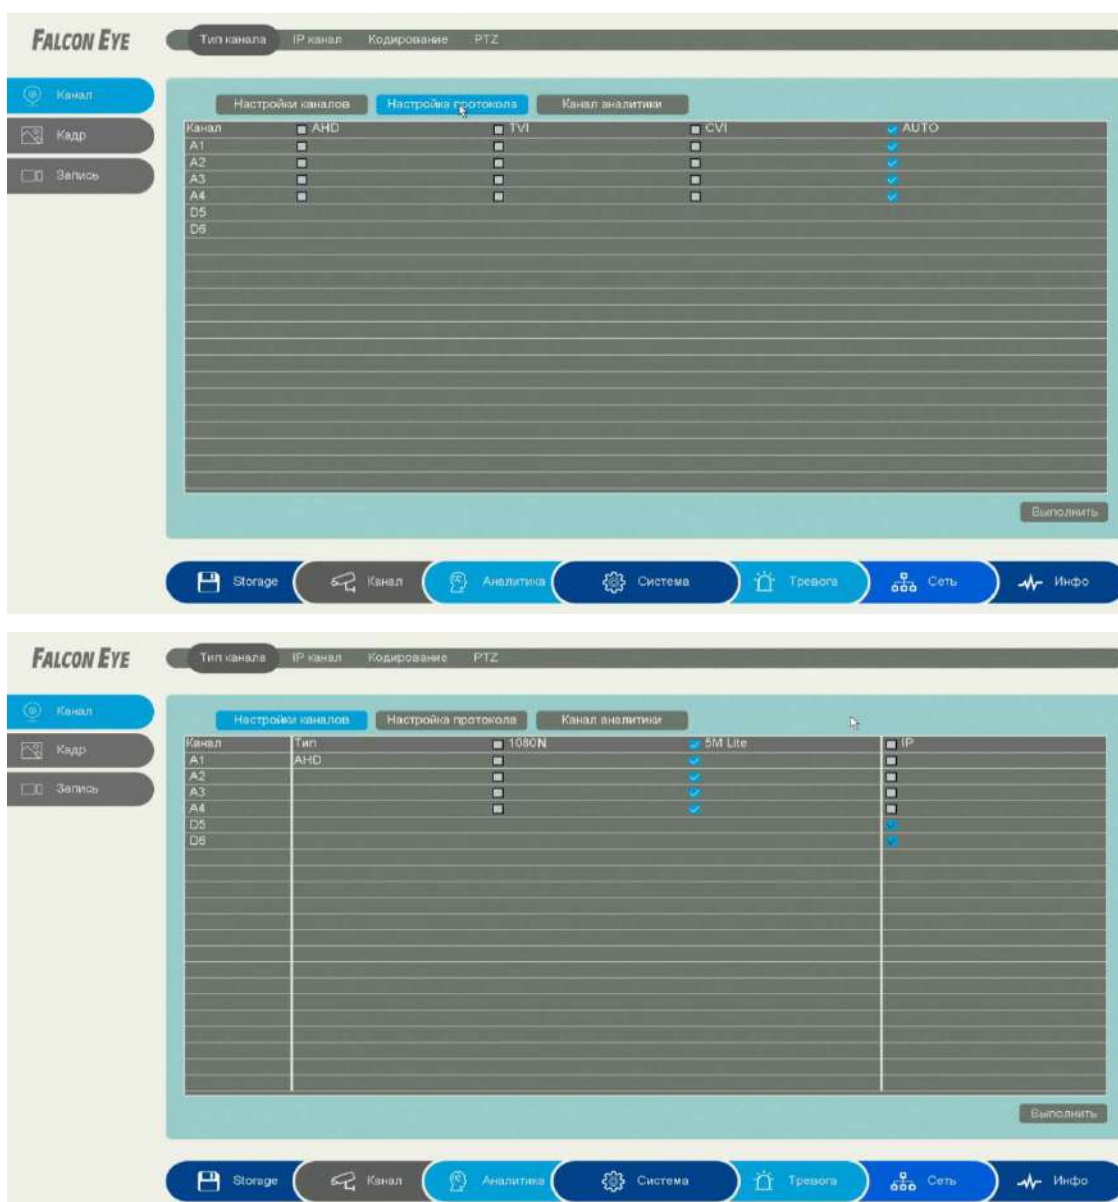 FALCON EYE
Тип канала IP канал Кодирование PTZ
Канал
Кадр
Запись
Настройки каналов Настройка протокола Канал аналитики
Канал AHD TVI CVI AUTO
A1
A2
A3
A4
D5
D6
Выполнить
Storage Канал Аналитика Система Тревога Сеть Инфо
FALCON EYE
Тип канала IP канал Кодирование PTZ
Канал
Кадр
Запись
Настройки каналов Настройка протокола Канал аналитики
Канал Тип 1080N 5M Lite IP
A1 AHD
A2
A3
A4
D5
D6
Выполнить
Storage Канал Аналитика Система Тревога Сеть Инфо